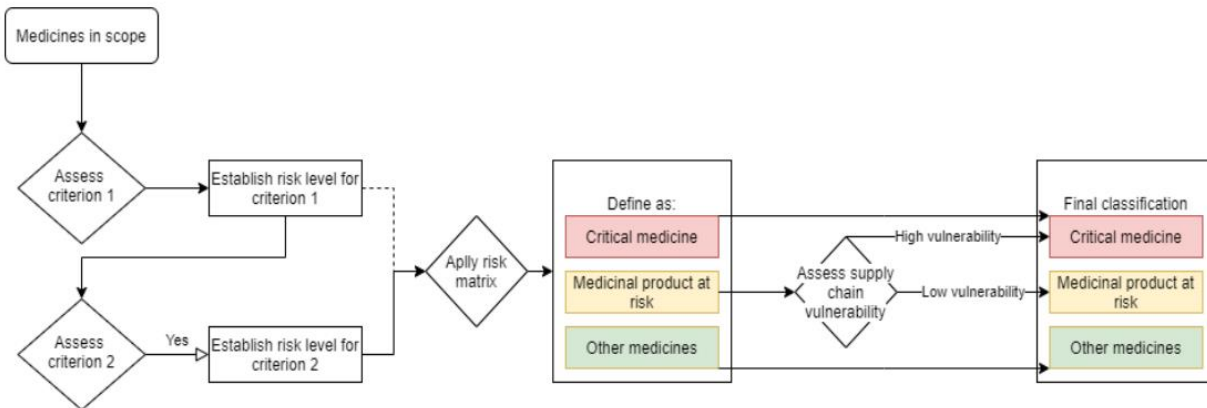 Medicines in scope
Assess
criterion 1
Establish risk level for
criterion 1
Assess
criterion 2
Yes
Establish risk level for
criterion 2
Aplly risk
matrix
Define as:
Critical medicine
Medicinal product at
risk
Other medicines
Assess supply
chain
vulnerability
High vulnerability
Low vulnerability
Final classification
Critical medicine
Medicinal product at
risk
Other medicines